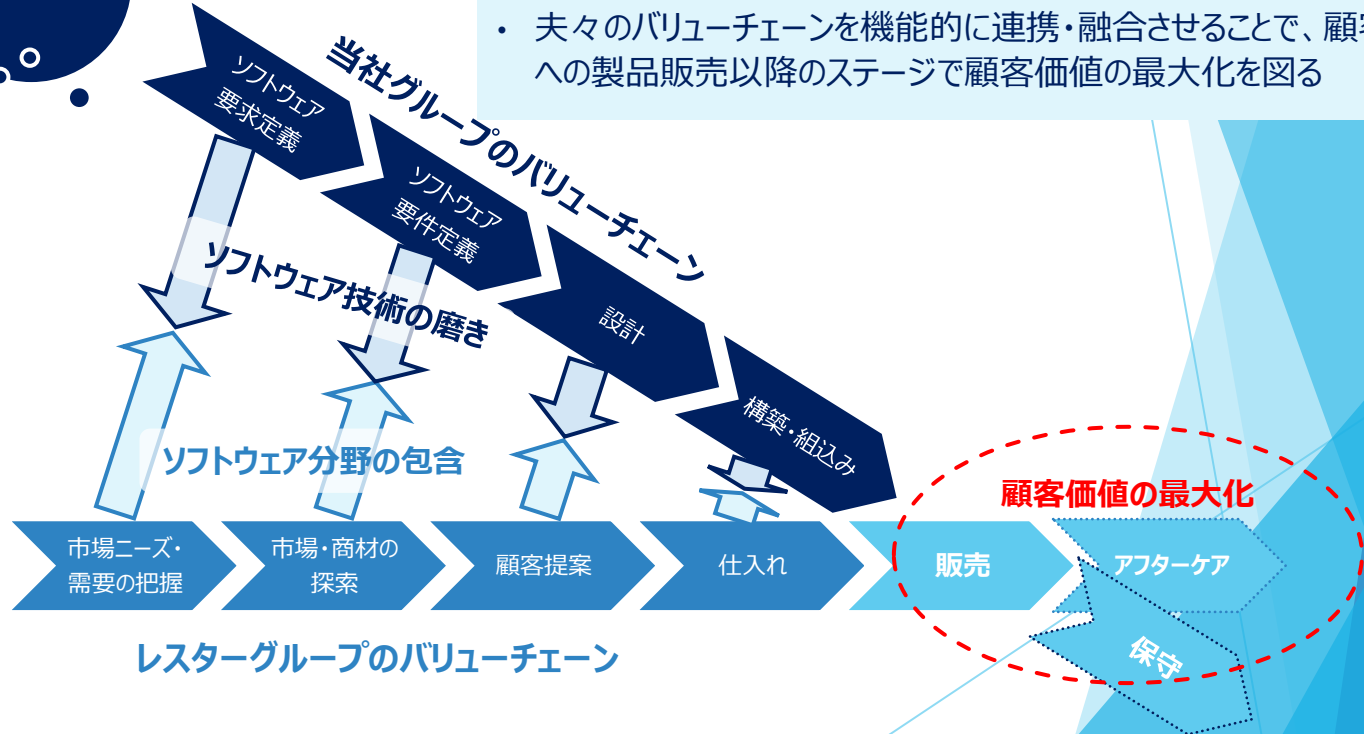 ・ 夫々のバリューチェーンを機能的に連携・融合させることで、顧客
への製品販売以降のステージで顧客価値の最大化を図る
当社グループのバリューチェーン
ソフトウェア
要求定義
ソフトウェア
要件定義
設計
構築・組込み
ソフトウェア技術の磨き
ソフトウェア分野の包含
顧客価値の最大化
市場ニーズ・
需要の把握
市場・商材の
探索
顧客提案
仕入れ
販売
アフターケア
保守
レスターグループのバリューチェーン